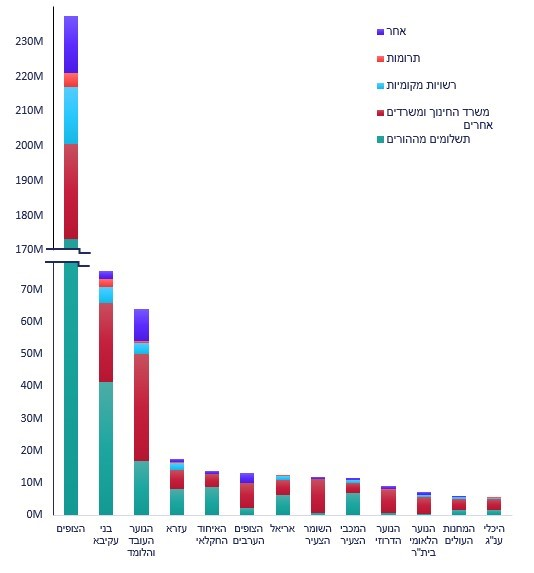 אחר
תרומות
רשויות מקומיות
משרד החינוך ומשרדים
אחרים
תשלומים מההורים
230M
220M
210M
200M
190M
180M
170M
70M
60M
50M
40M
30M
20M
10M
0M
הצופים
בני
עקיבא
הנוער
העובד
והלומד
עזרא
האיחוד
החקלאי
הצופים
הערבים
אריאל
השומר
הצעיר
המכבי
הצעיר
הנוער
הדרוזי
הנוער
הלאומי
בית"ר
המחנות
העולים
היכלי
ענ"ג